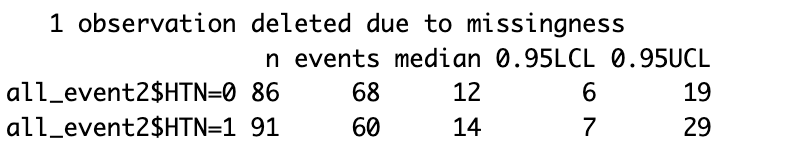 1 observation deleted due to missingness
n events median 0.95LCL 0.95UCL
all_event2$HTN=0 86 68 12 6 19
all_event2$HTN=1 91 60 14 7 29